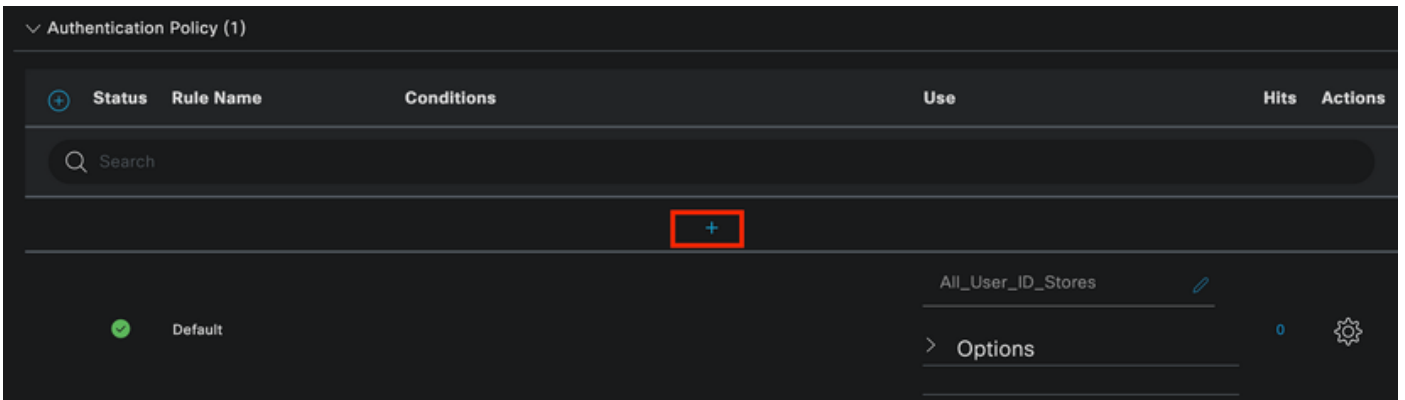 Authentication Policy (1)
Status Rule Name Conditions Use Hits Actions
Search
+
All_User_ID_Stores
Default 0
Options